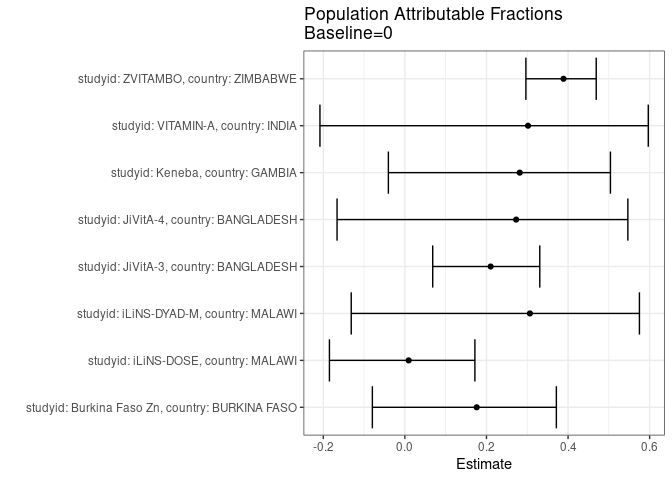 Population Attributable Fractions
Baseline=0
studyid: ZVITAMBO, country: ZIMBABWE
studyid: VITAMIN-A, country: INDIA
studyid: Keneba, country: GAMBIA
studyid: JiVitA-4, country: BANGLADESH
studyid: JiVitA-3, country: BANGLADESH
studyid: iLiNS-DYAD-M, country: MALAWI
studyid: iLiNS-DOSE, country: MALAWI
studyid: Burkina Faso Zn, country: BURKINA FASO
-0.2 0.0 0.2 0.4 0.6
Estimate